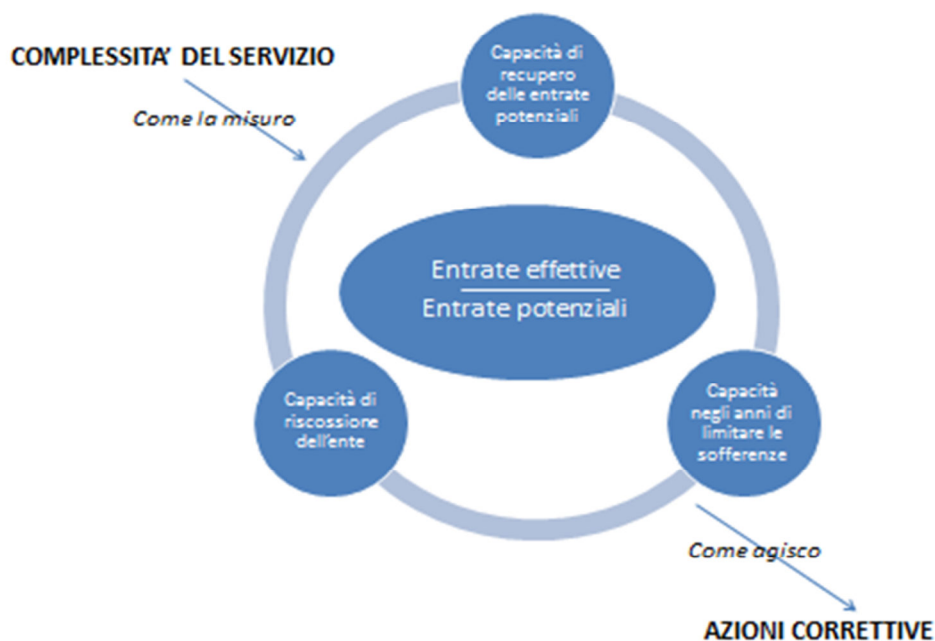 COMPLESSITA' DEL SERVIZIO
Come la misuro
Capacità di
recupero
delle entrate
potenziali
Entrate effettive
Entrate potenziali
Capacità di
riscossione
dell'ente
Capacità
negli anni di
limitare le
sofferenze
Come agisco
AZIONI CORRETTIVE